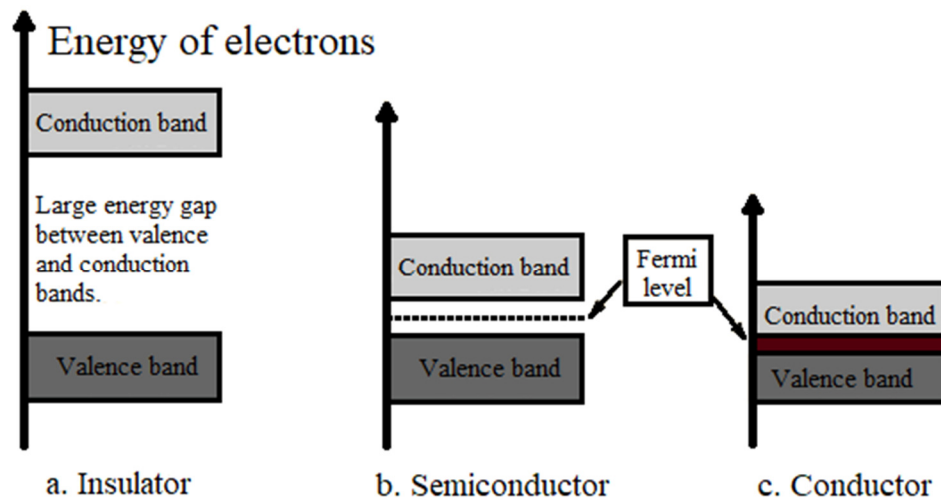 Energy of electrons
Conduction band
Large energy gap
between valence
and conduction
bands.
Valence band
a. Insulator
Conduction band
Valence band
b. Semiconductor
Fermi
level
Conduction band
Valence band
c. Conductor